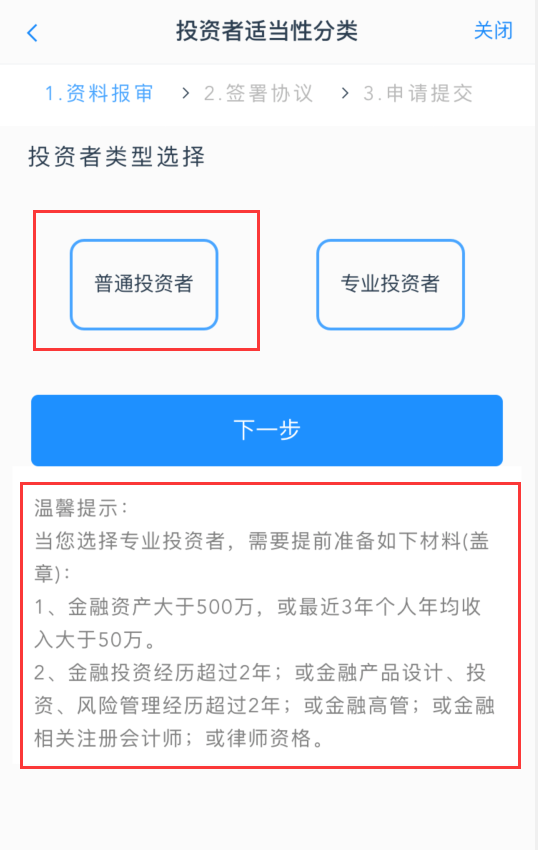 投资者适当性分类
关闭
1.资料报审 > 2.签署协议 > 3.申请提交
投资者类型选择
普通投资者
专业投资者
下一步
温馨提示：
当您选择专业投资者，需要提前准备如下材料(盖
章)：
1、金融资产大于500万，或最近3年个人年均收
入大于50万。
2、金融投资经历超过2年；或金融产品设计、投
资、风险管理经历超过2年；或金融高管；或金融
相关注册会计师；或律师资格。